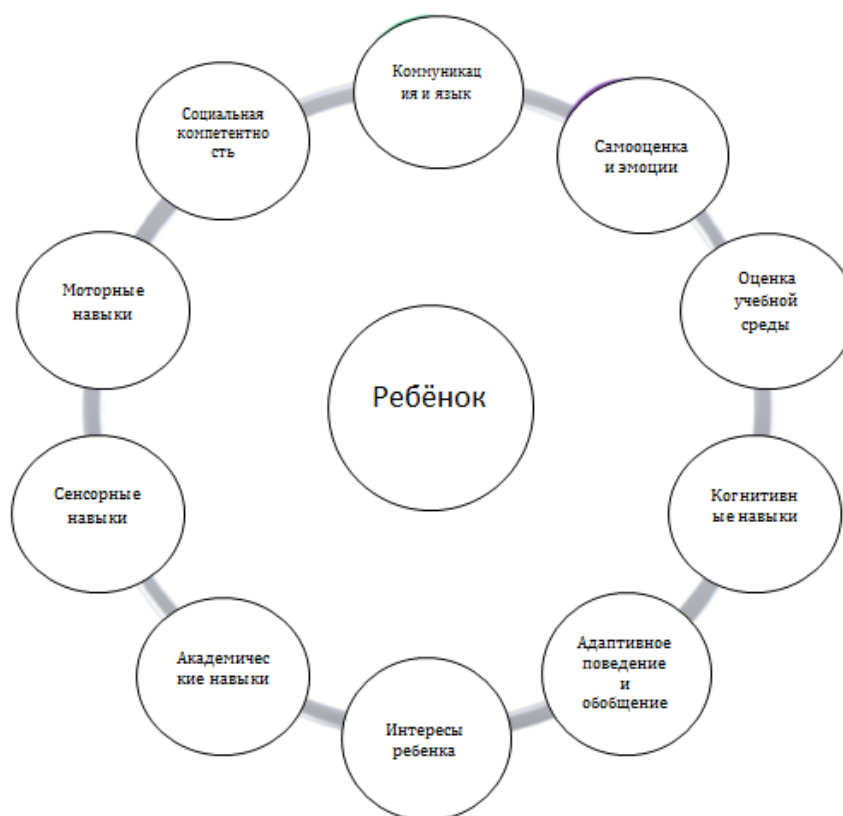 Коммуникац
ия и язык
Самооценка
и эмоции
Оценка
учебной
среды
Когнитивн
ые навыки
Адаптивное
поведение
и
обобщение
Интересы
ребенка
Академичес
кие навыки
Сенсорные
навыки
Моторные
навыки
Социальная
компетентно
сть
Ребёнок